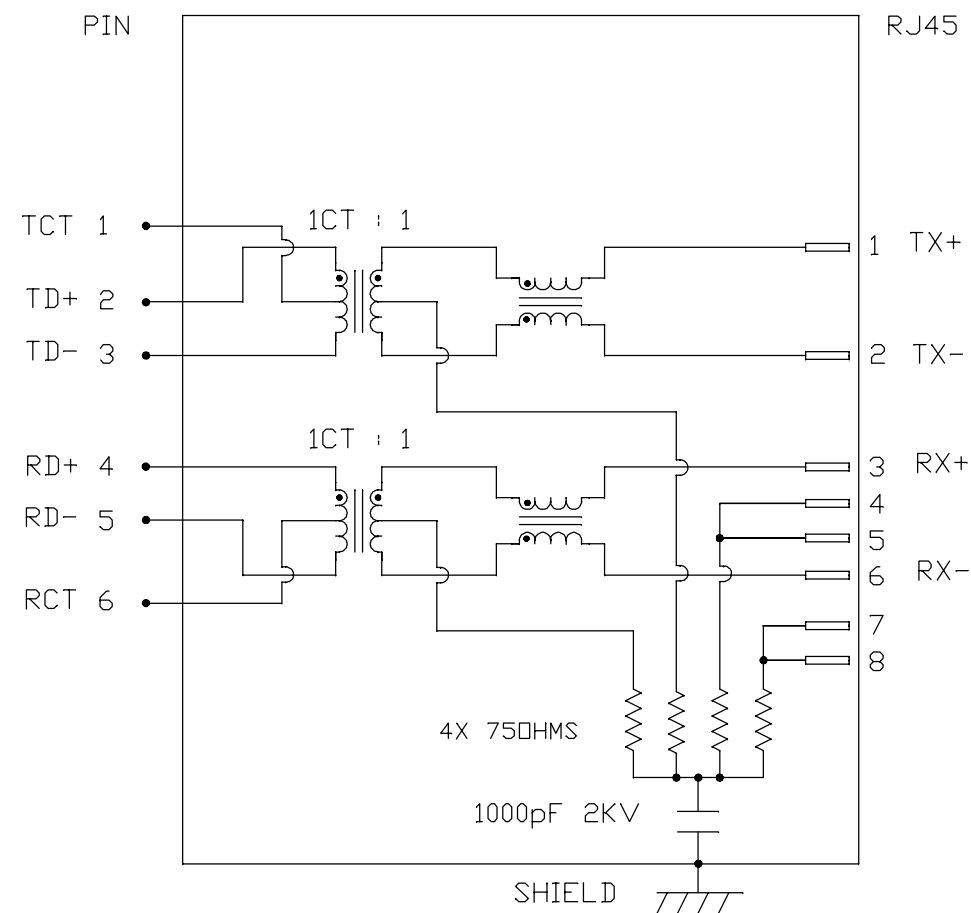 PIN
RJ45
TCT 1
1CT : 1
1 TX+
TD+ 2
TD- 3
2 TX-
1CT : 1
RD+ 4
3 RX+
4
RD- 5
5
6 RX-
RCT 6
7
8
4X 75OHMS
1000pF 2KV
SHIELD